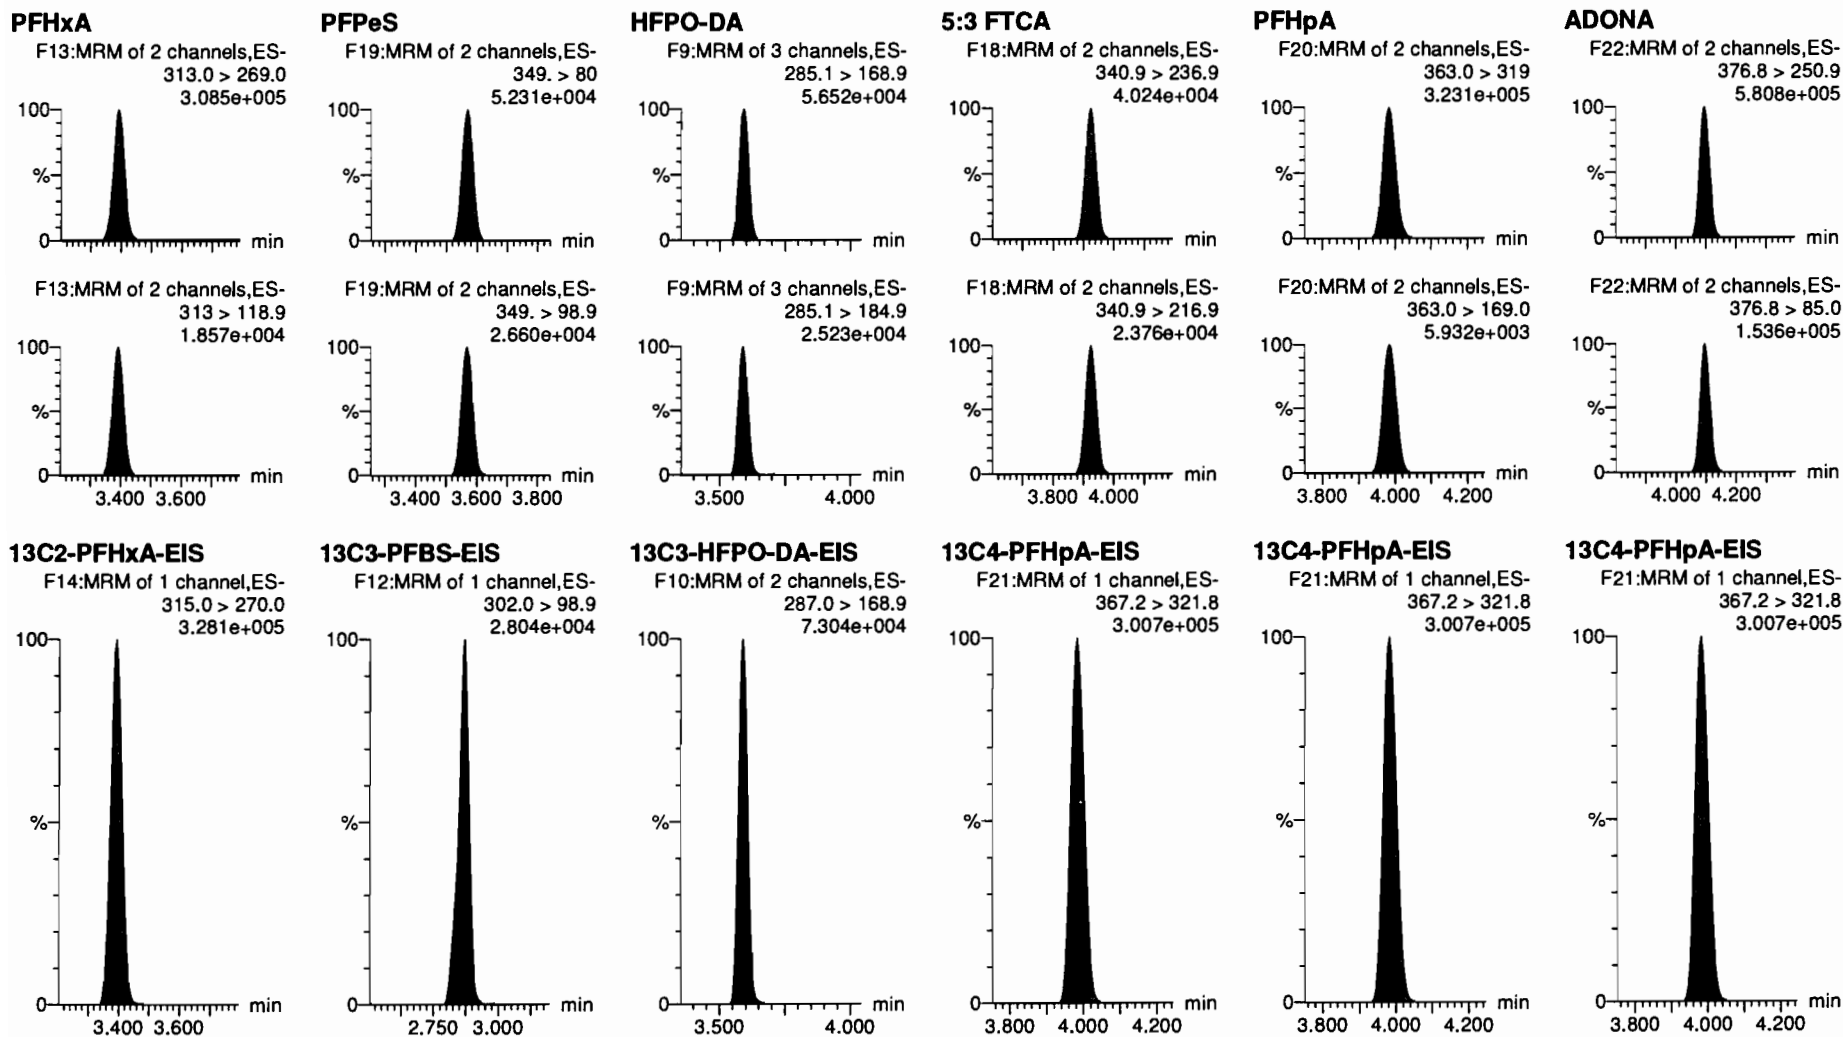 PFHxA
F13:MRM of 2 channels,ES-
313.0 > 269.0
3.085e+005
100
%
0
min
F13:MRM of 2 channels,ES-
313 > 118.9
1.857e+004
100
%
0
min
3.400 3.600
13C2-PFHxA-EIS
F14:MRM of 1 channel,ES-
315.0 > 270.0
3.281e+005
100
%
0
min
3.400 3.600
PFPeS
F19:MRM of 2 channels,ES-
349. > 80
5.231e+004
100
%
0
min
F19:MRM of 2 channels,ES-
349. > 98.9
2.660e+004
100
%
0
min
3.400 3.600 3.800
13C3-PFBS-EIS
F12:MRM of 1 channel,ES-
302.0 > 98.9
2.804e+004
100
%
0
min
2.750 3.000
HFPO-DA
F9:MRM of 3 channels,ES-
285.1 > 168.9
5.652e+004
100
%
0
min
F9:MRM of 3 channels,ES-
285.1 > 184.9
2.523e+004
100
%
0
min
3.500 4.000
13C3-HFPO-DA-EIS
F10:MRM of 2 channels,ES-
287.0 > 168.9
7.304e+004
100
%
0
min
3.500 4.000
5:3 FTCA
F18:MRM of 2 channels,ES-
340.9 > 236.9
4.024e+004
100
%
0
min
F18:MRM of 2 channels,ES-
340.9 > 216.9
2.376e+004
100
%
0
min
3.800 4.000
13C4-PFHpA-EIS
F21:MRM of 1 channel,ES-
367.2 > 321.8
3.007e+005
100
%
0
min
3.800 4.000 4.200
PFHpA
F20:MRM of 2 channels,ES-
363.0 > 319
3.231e+005
100
%
0
min
F20:MRM of 2 channels,ES-
363.0 > 169.0
5.932e+003
100
%
0
min
3.800 4.000 4.200
13C4-PFHpA-EIS
F21:MRM of 1 channel,ES-
367.2 > 321.8
3.007e+005
100
%
0
min
3.800 4.000 4.200
ADONA
F22:MRM of 2 channels,ES-
376.8 > 250.9
5.808e+005
100
%
0
min
F22:MRM of 2 channels,ES-
376.8 > 85.0
1.536e+005
100
%
0
min
4.000 4.200
13C4-PFHpA-EIS
F21:MRM of 1 channel,ES-
367.2 > 321.8
3.007e+005
100
%
0
min
3.800 4.000 4.200